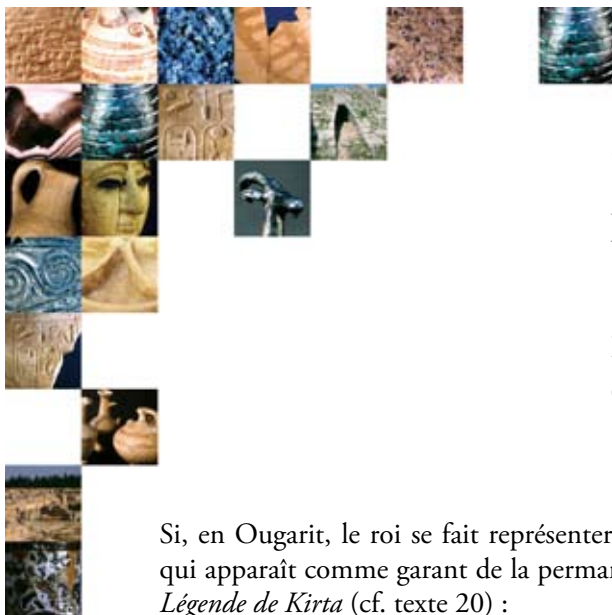 Si, en Ougarit, le roi se fait représenter
qui apparaît comme garant de la permar
Légende de Kirta (cf. texte 20) :